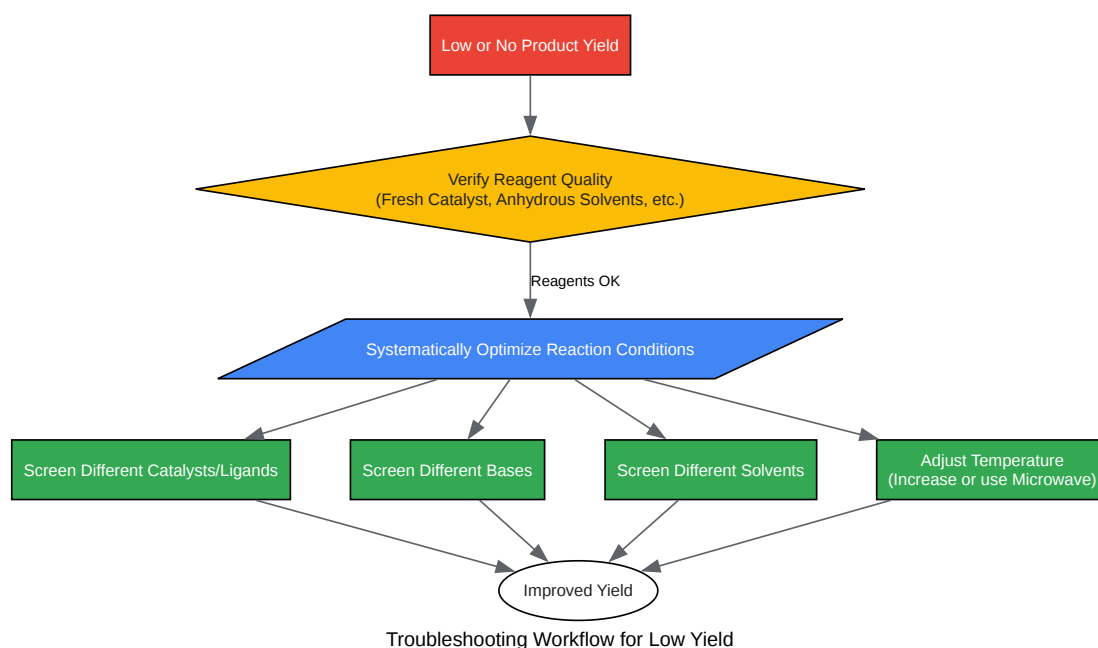 Low or No Product Yield
Verify Reagent Quality
(Fresh Catalyst, Anhydrous Solvents, etc.)
Reagents OK
Systematically Optimize Reaction Conditions
Screen Different Catalysts/Ligands
Screen Different Bases
Screen Different Solvents
Adjust Temperature
(Increase or use Microwave)
Improved Yield
Troubleshooting Workflow for Low Yield